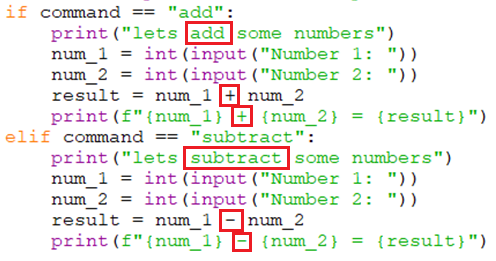 if command == "add":
    print("lets add some numbers")
    num_1 = int(input("Number 1: "))
    num_2 = int(input("Number 2: "))
    result = num_1 + num_2
    print(f"{num_1} + {num_2} = {result}")
elif command == "subtract":
    print("lets subtract some numbers")
    num_1 = int(input("Number 1: "))
    num_2 = int(input("Number 2: "))
    result = num_1 - num_2
    print(f"{num_1} - {num_2} = {result}")